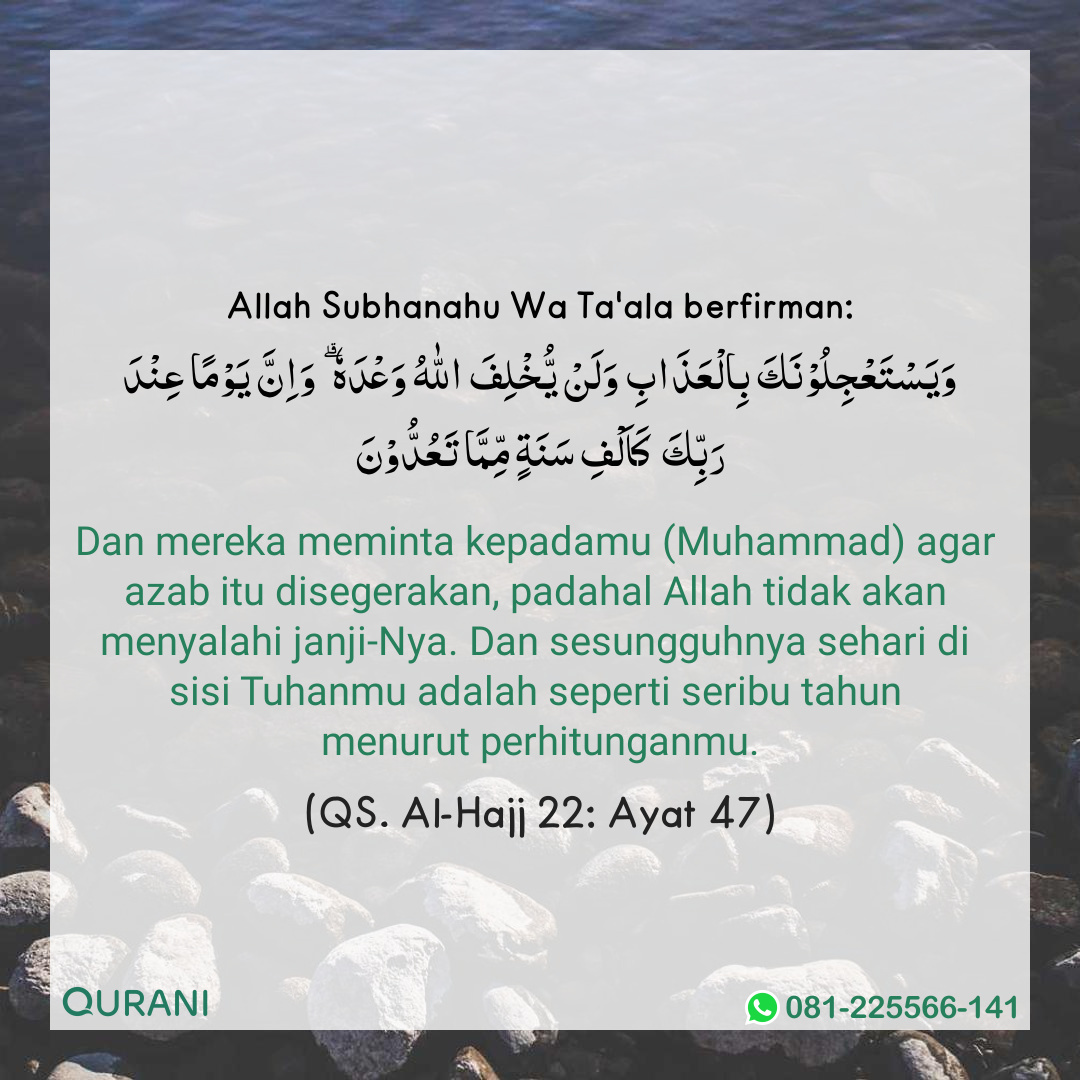 Allah Subhanahu Wa Ta'ala berfirman:
وَيَسْتَعْجِلُوْنَكَ بِالْعَذَابِ وَلَنْ يُّخْلِفَ اللّٰهُ وَعْدَهٗۗ وَاِنَّ يَوْمًا عِنْدَ
رَبِّكَ كَاَلْفِ سَنَةٍ مِّمَّا تَعُدُّوْنَ
Dan mereka meminta kepadamu (Muhammad) agar
azab itu disegerakan, padahal Allah tidak akan
menyalahi janji-Nya. Dan sesungguhnya sehari di
sisi Tuhanmu adalah seperti seribu tahun
menurut perhitunganmu.
(QS. Al-Hajj 22: Ayat 47)
QURANI
081-225566-141